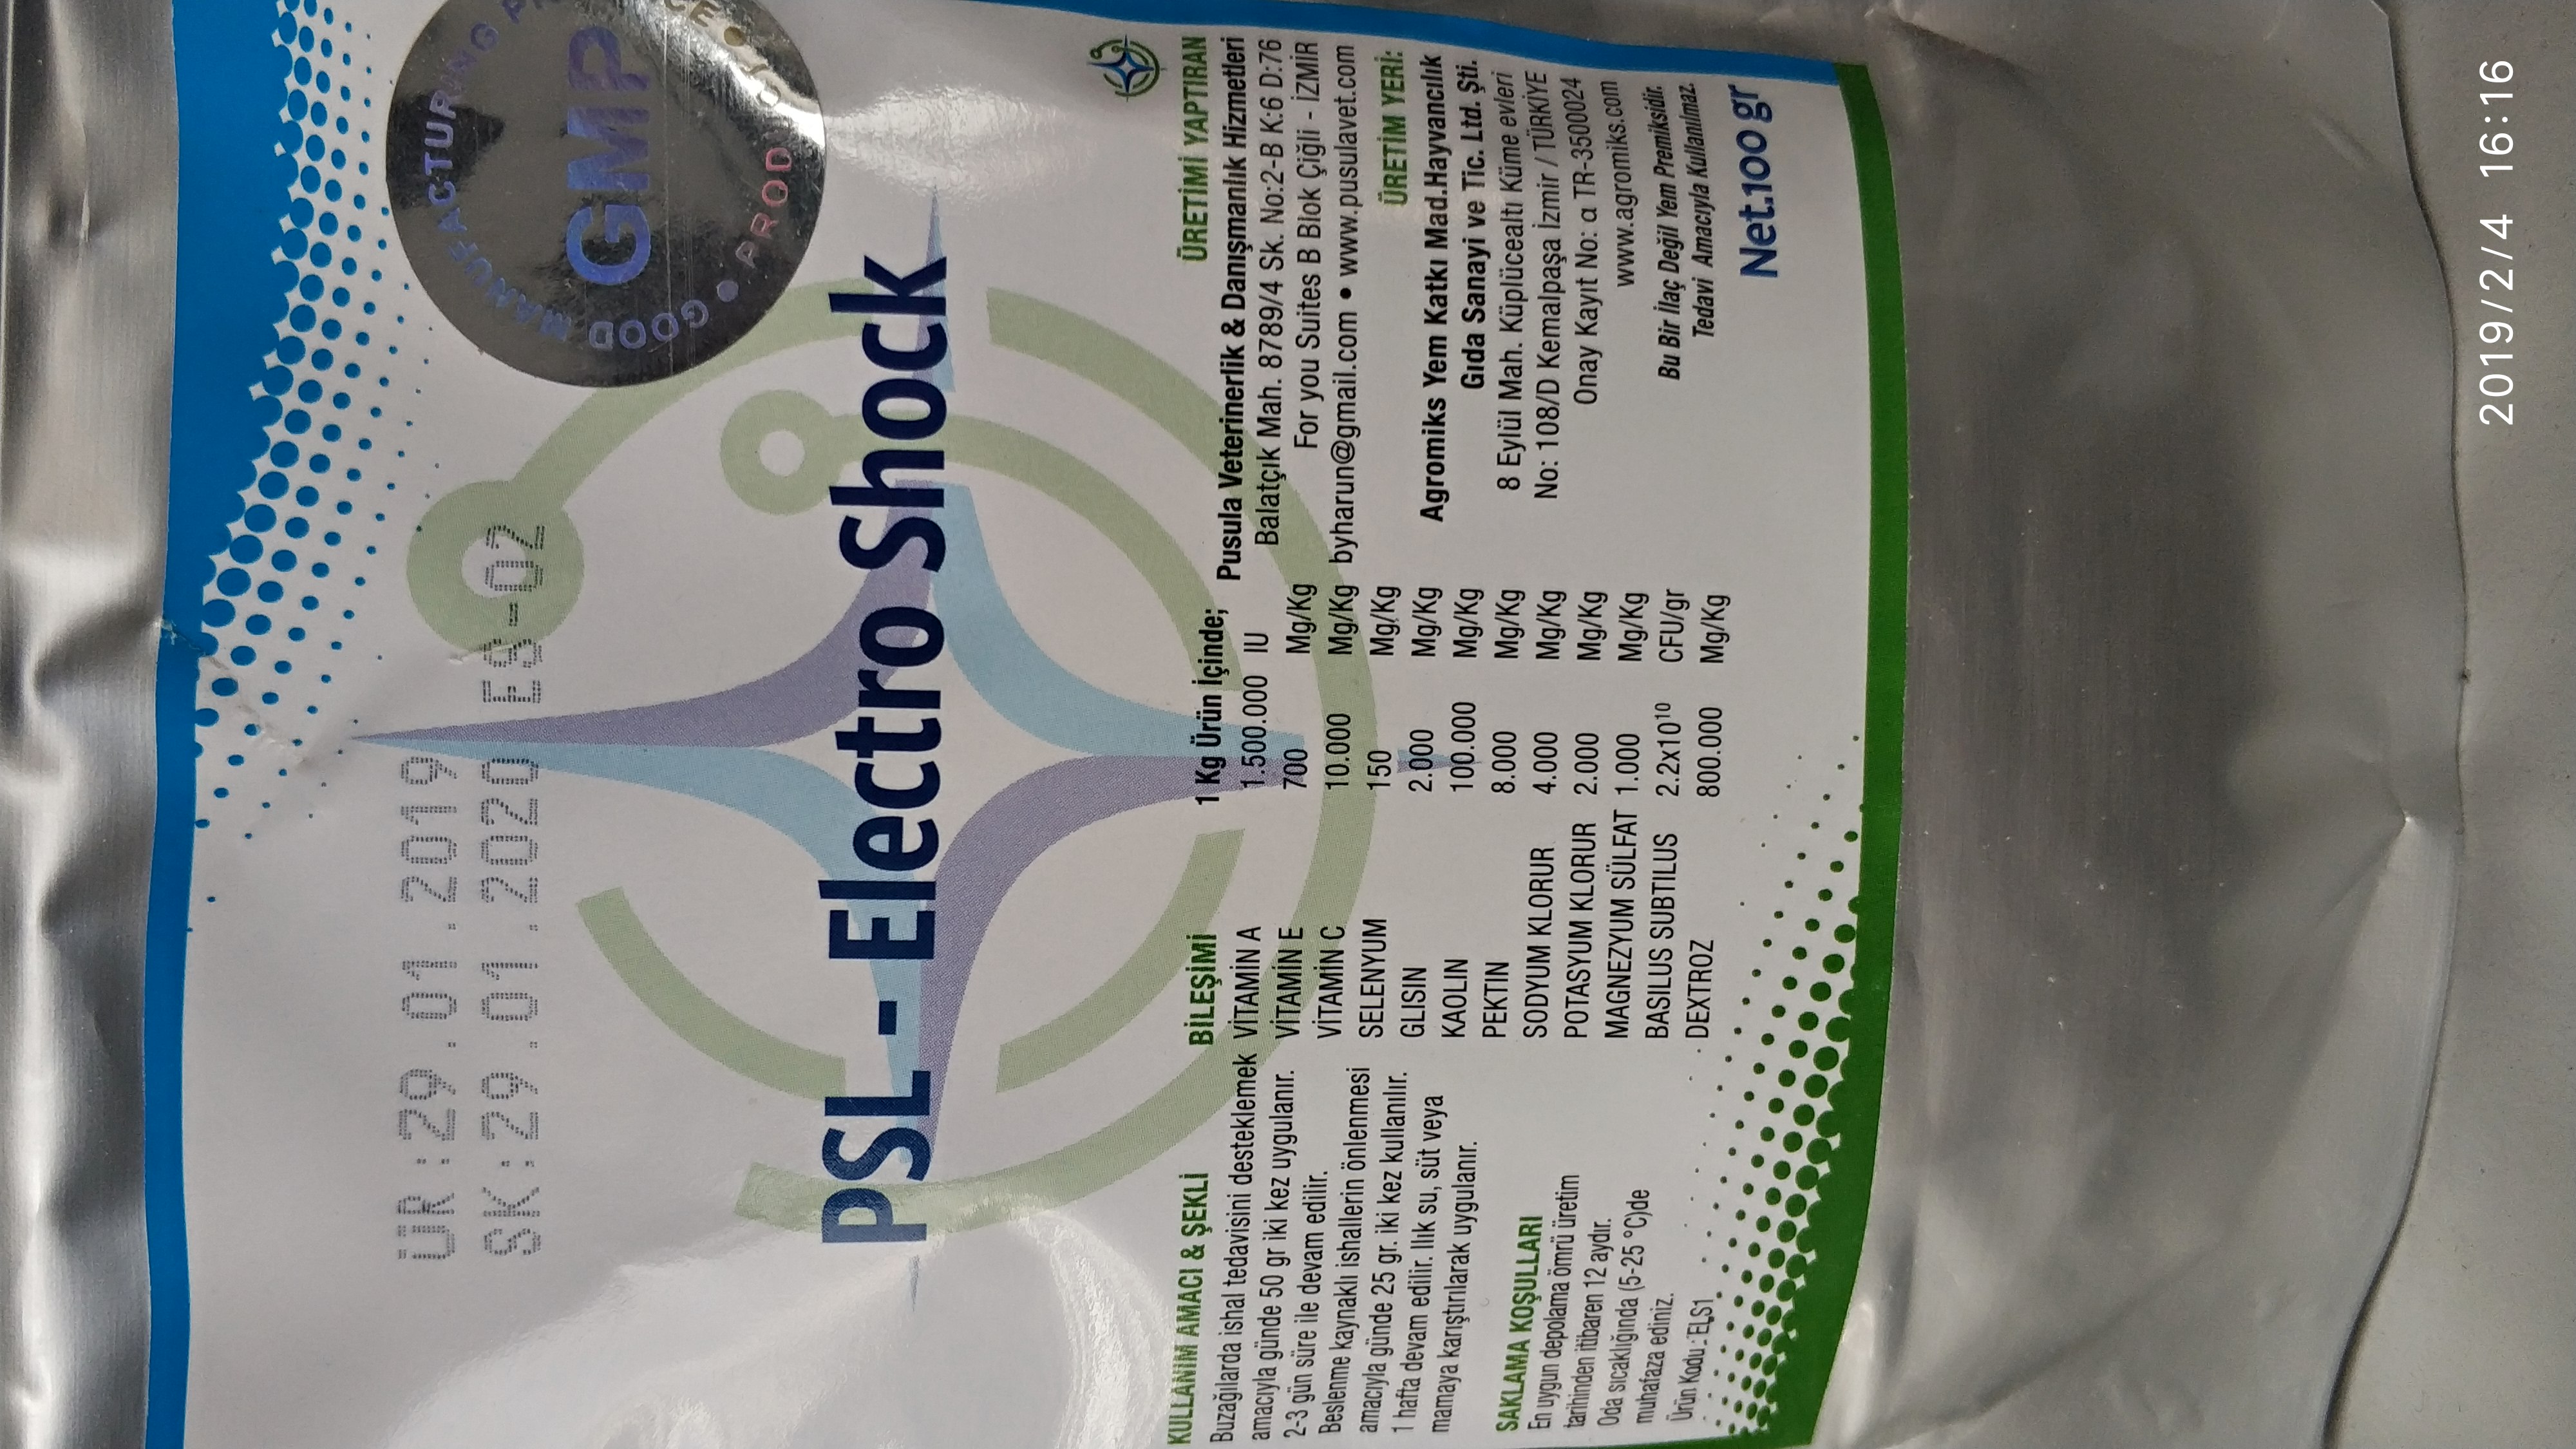 ÜR:29.01.2019
SK:29.01.2020 ES-02
GOOD MANUFACTURING
GMP
PSL - Electro Shock
KULLANIM AMACI & ŞEKLİ
Buzağılarda ishal tedavisini desteklemek
amacıyla günde 50 gr iki kez uygulanır.
2-3 gün süre ile devam edilir.
Beslenme kaynaklı ishallerin önlenmesi
amacıyla günde 25 gr. iki kez kullanılır.
1 hafta devam edilir. Ilık su, süt veya
mamaya karıştırılarak uygulanır.
SAKLAMA KOŞULLARI
En uygun depolama ömrü üretim
tarihinden itibaren 12 aydır.
Oda sıcaklığında (5-25 °C)de
muhafaza ediniz.
Ürün Kodu : ELS1
BİLEŞİMİ 1 Kg Ürün İçinde;
VİTAMİN A 1.500.000 IU
VİTAMİN E 700 Mg/Kg
VİTAMİN C 10.000 Mg/Kg
SELENYUM 150 Mg/Kg
GLISIN 2.000 Mg/Kg
KAOLIN 100.000 Mg/Kg
PEKTIN 8.000 Mg/Kg
SODYUM KLORUR 4.000 Mg/Kg
POTASYUM KLORUR 2.000 Mg/Kg
MAGNEZYUM SÜLFAT 1.000 Mg/Kg
BASILUS SUBTILUS 2.2x10¹⁰ CFU/gr
DEXTROZ 800.000 Mg/Kg
ÜRETİMİ YAPTIRAN
Pusula Veterinerlik & Danışmanlık Hizmetleri
Balatçık Mah. 8789/4 Sk. No:2-B K:6 D:76
For you Suites B Blok Çiğli - İZMİR
byharun@gmail.com • www.pusulavet.com
ÜRETİM YERİ:
Agromiks Yem Katkı Mad.Hayvancılık
Gıda Sanayi ve Tic. Ltd. Şti.
8 Eylül Mah. Küplücealtı Küme evleri
No: 108/D Kemalpaşa İzmir / TÜRKİYE
Onay Kayıt No: α TR-3500024
www.agromiks.com
Bu Bir İlaç Değil Yem Premiksidir.
Tedavi Amacıyla Kullanılmaz.
Net.100 gr
2019/2/4 16:16